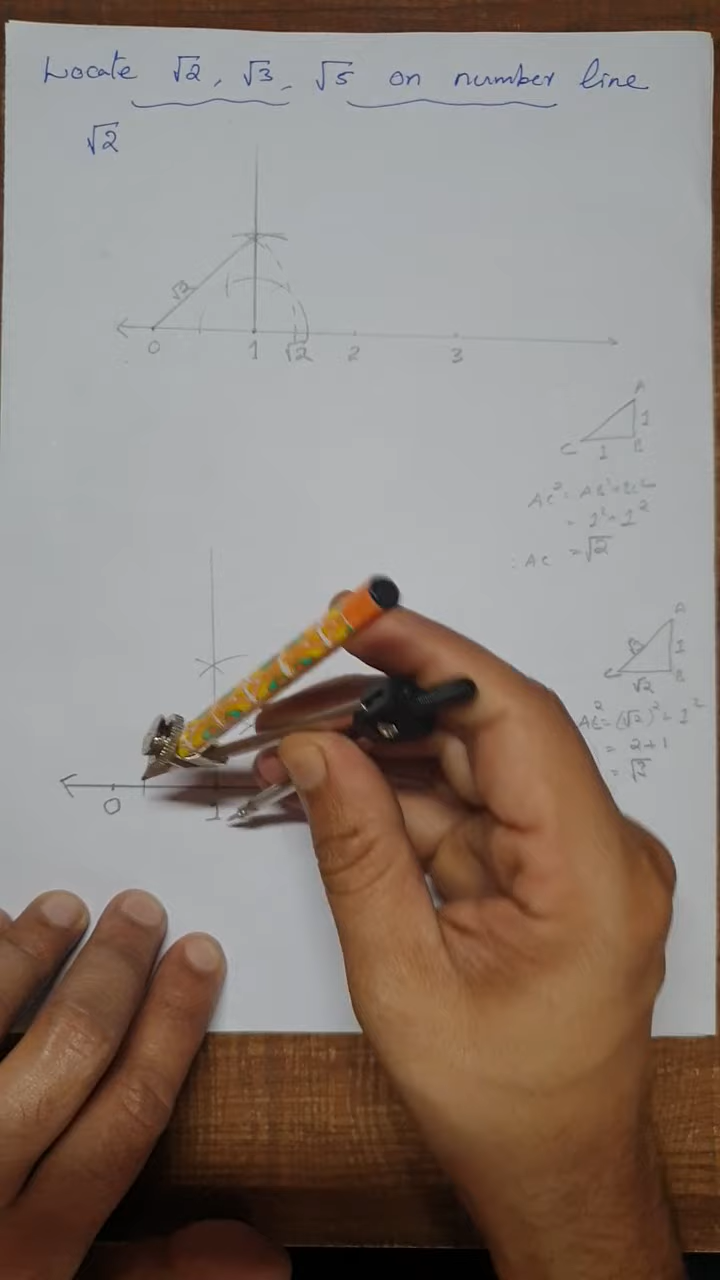 Locate √2, √3, √5 on number line
√2
√2
0 1 √2 2 3
A
1
C 1 B
AC² = AB² + BC²
= 1² + 1²
∴ AC = √2
A
√3 1
C √2 B
AC² = (√2)² + 1²
= 2+1
= √3
0 1